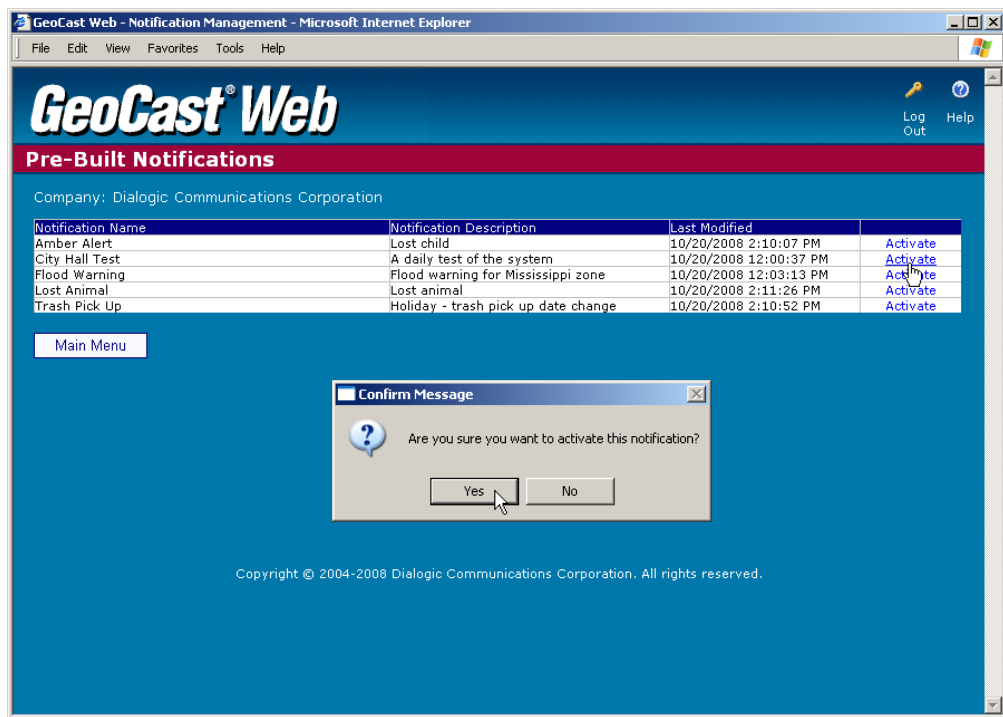 GeoCast Web - Notification Management - Microsoft Internet Explorer
File Edit View Favorites Tools Help
GeoCast® Web
Log Out
Help
Pre-Built Notifications
Company: Dialogic Communications Corporation
Notification Name Notification Description Last Modified
Amber Alert Lost child 10/20/2008 2:10:07 PM Activate
City Hall Test A daily test of the system 10/20/2008 12:00:37 PM Activate
Flood Warning Flood warning for Mississippi zone 10/20/2008 12:03:13 PM Activate
Lost Animal Lost animal 10/20/2008 2:11:26 PM Activate
Trash Pick Up Holiday - trash pick up date change 10/20/2008 2:10:52 PM Activate
Main Menu
Confirm Message
Are you sure you want to activate this notification?
Yes No
Copyright © 2004-2008 Dialogic Communications Corporation. All rights reserved.